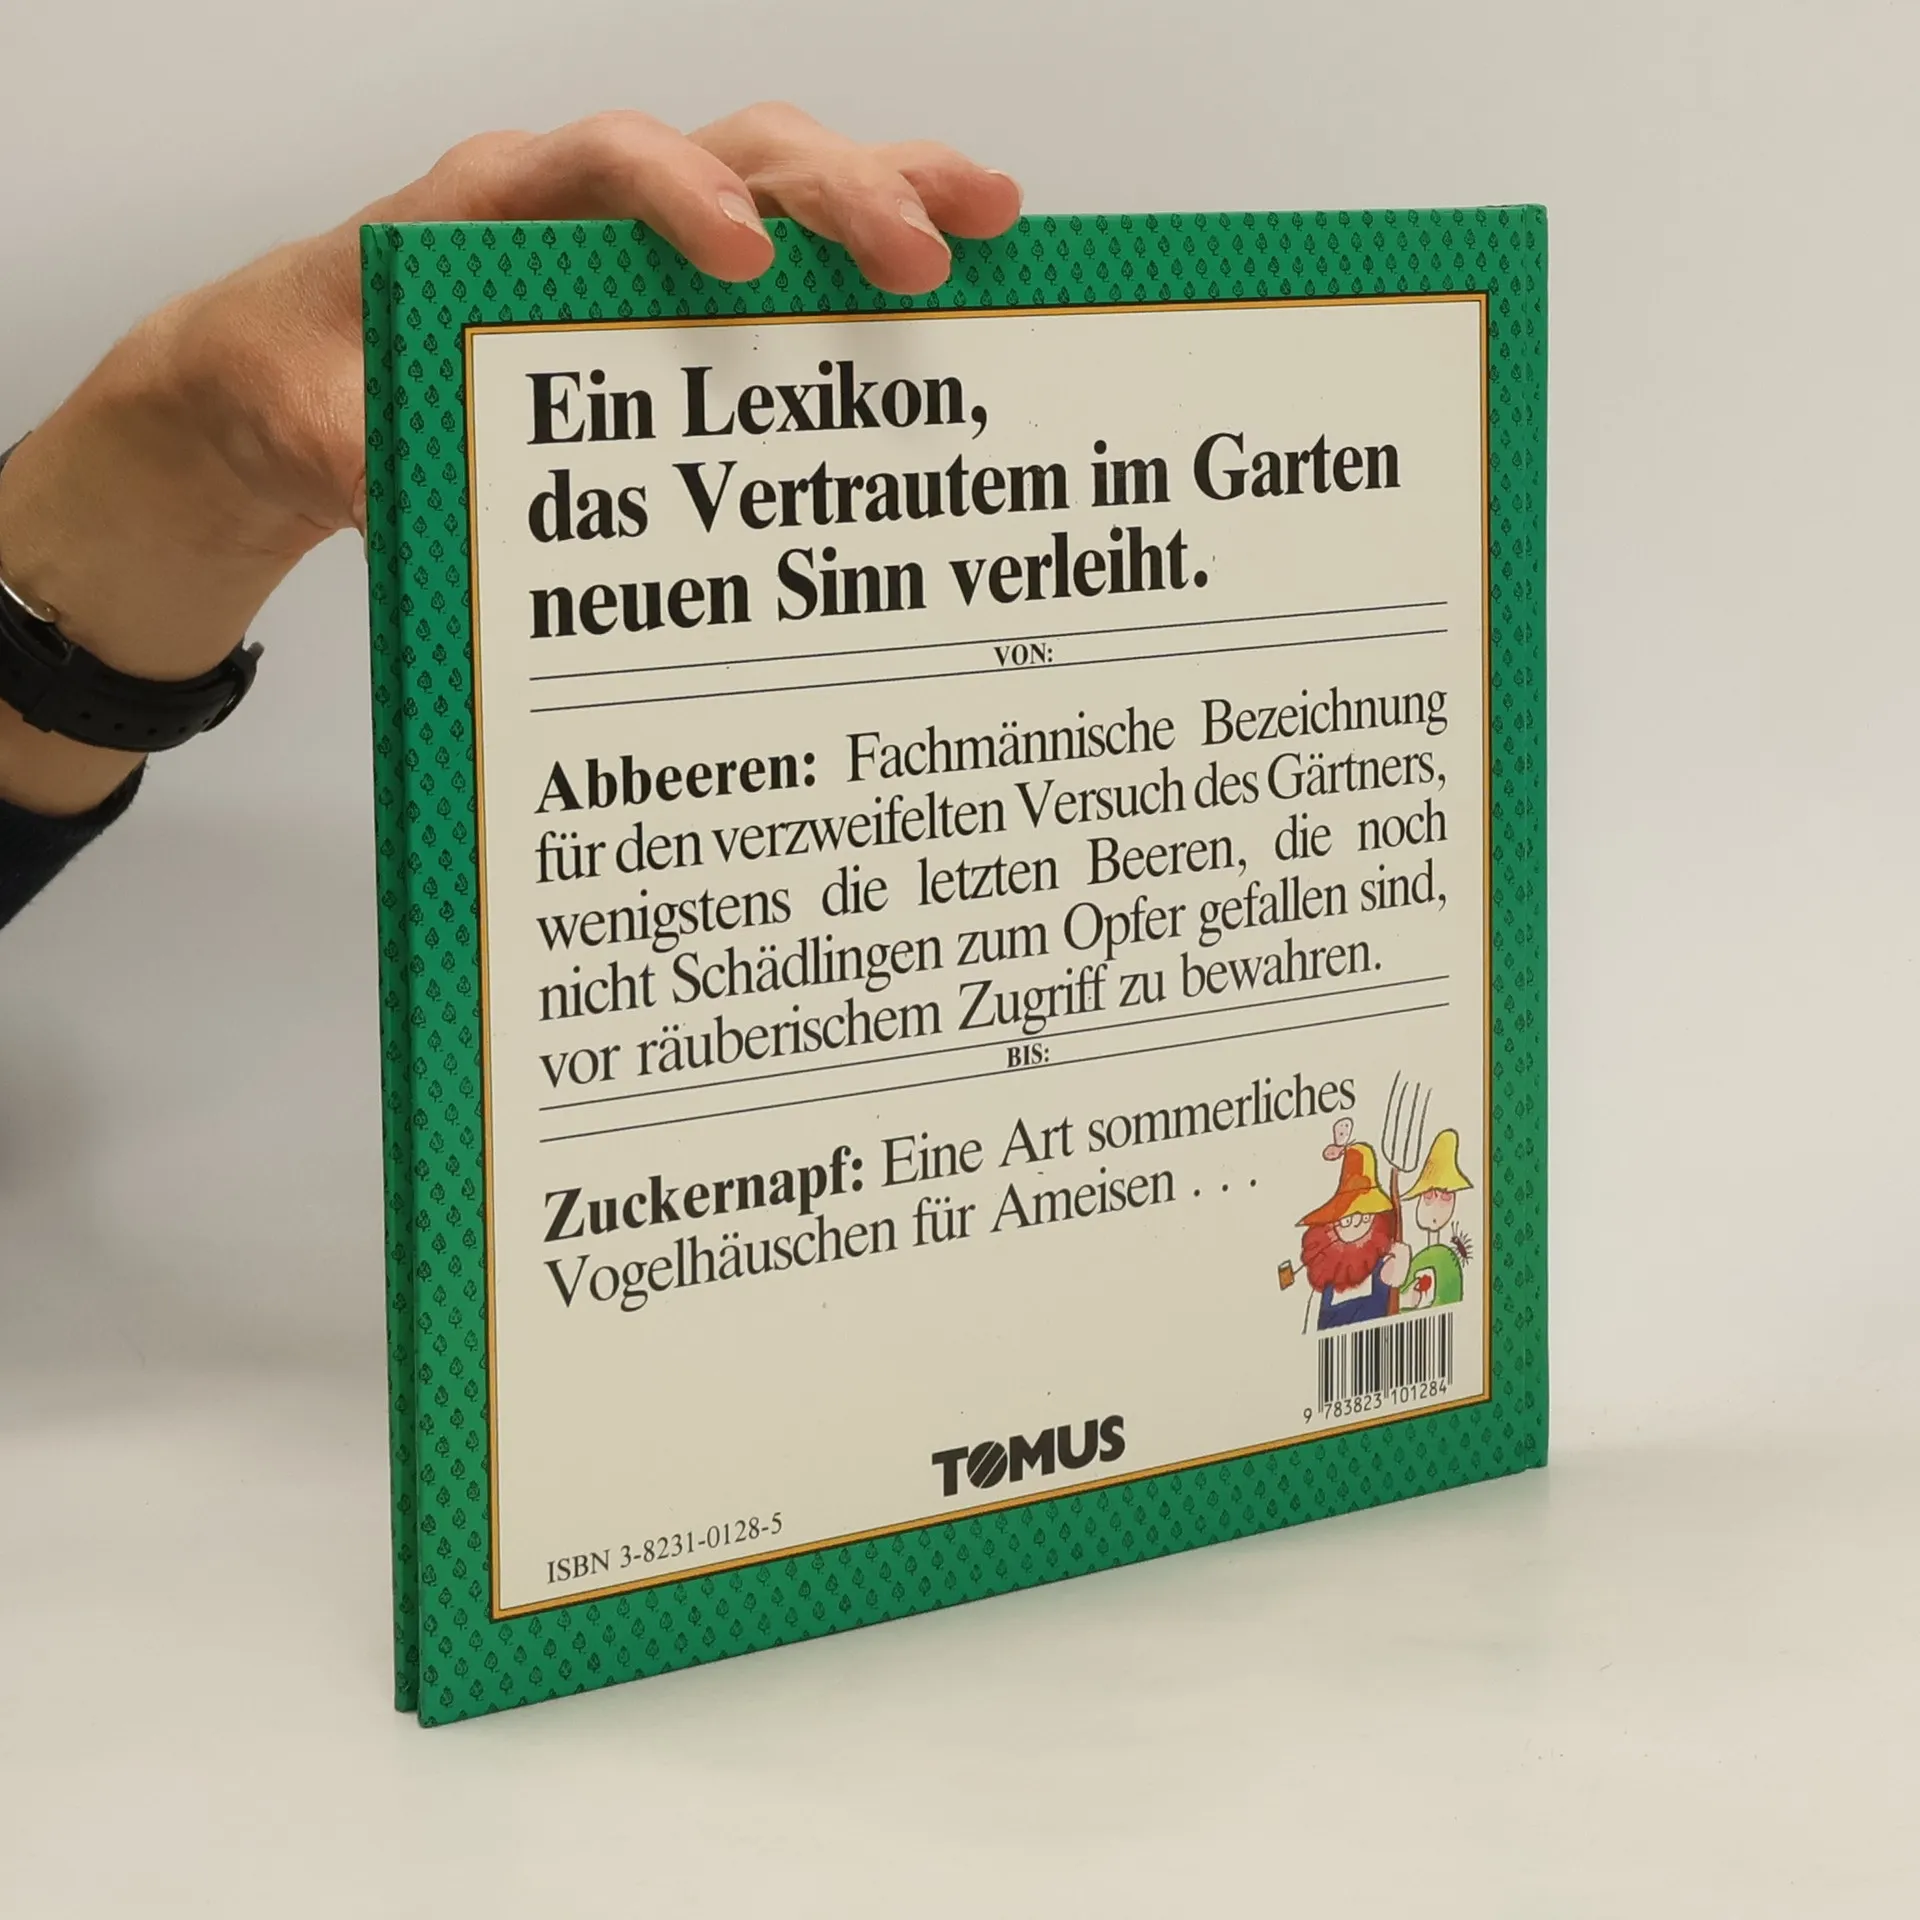 Ein Lexikon,
das Vertrautem im Garten
neuen Sinn verleiht.
VON:
Abbeeren: Fachmännische Bezeichnung
für den verzweifelten Versuch des Gärtners,
wenigstens die letzten Beeren, die noch
nicht Schädlingen zum Opfer gefallen sind,
vor räuberischem Zugriff zu bewahren.
BIS:
Zuckernapf: Eine Art sommerliches
Vogelhäuschen für Ameisen . . .
9 783823 101284
TOMUS
ISBN 3-8231-0128-5